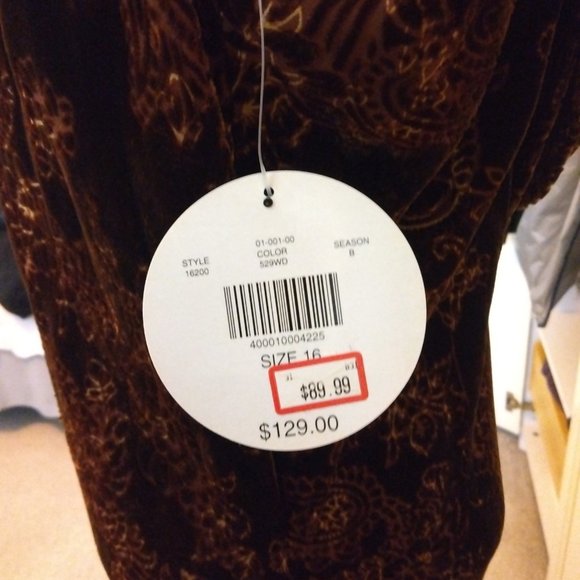 01-001-00
STYLE COLOR SEASON
16200 529WD B
400010004225
SIZE 16
$89.99
$129.00